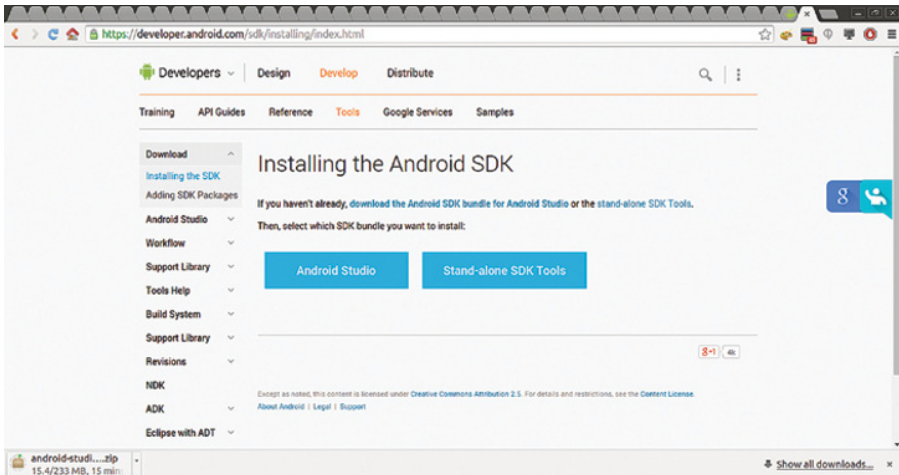 https://developer.android.com/sdk/installing/index.html
Developers
Design Develop Distribute
Training API Guides Reference Tools Google Services Samples
Download
Installing the SDK
Adding SDK Packages
Android Studio
Workflow
Support Library
Tools Help
Build System
Support Library
Revisions
NDK
ADK
Eclipse with ADT
Installing the Android SDK
If you haven't already, download the Android SDK bundle for Android Studio or the stand-alone SDK Tools.
Then, select which SDK bundle you want to install:
Android Studio Stand-alone SDK Tools
8
g+1 4k
Except as noted, this content is licensed under Creative Commons Attribution 2.5. For details and restrictions, see the Content License.
About Android | Legal | Support
android-studi....zip
15.4/233 MB, 15 min
Show all downloads...